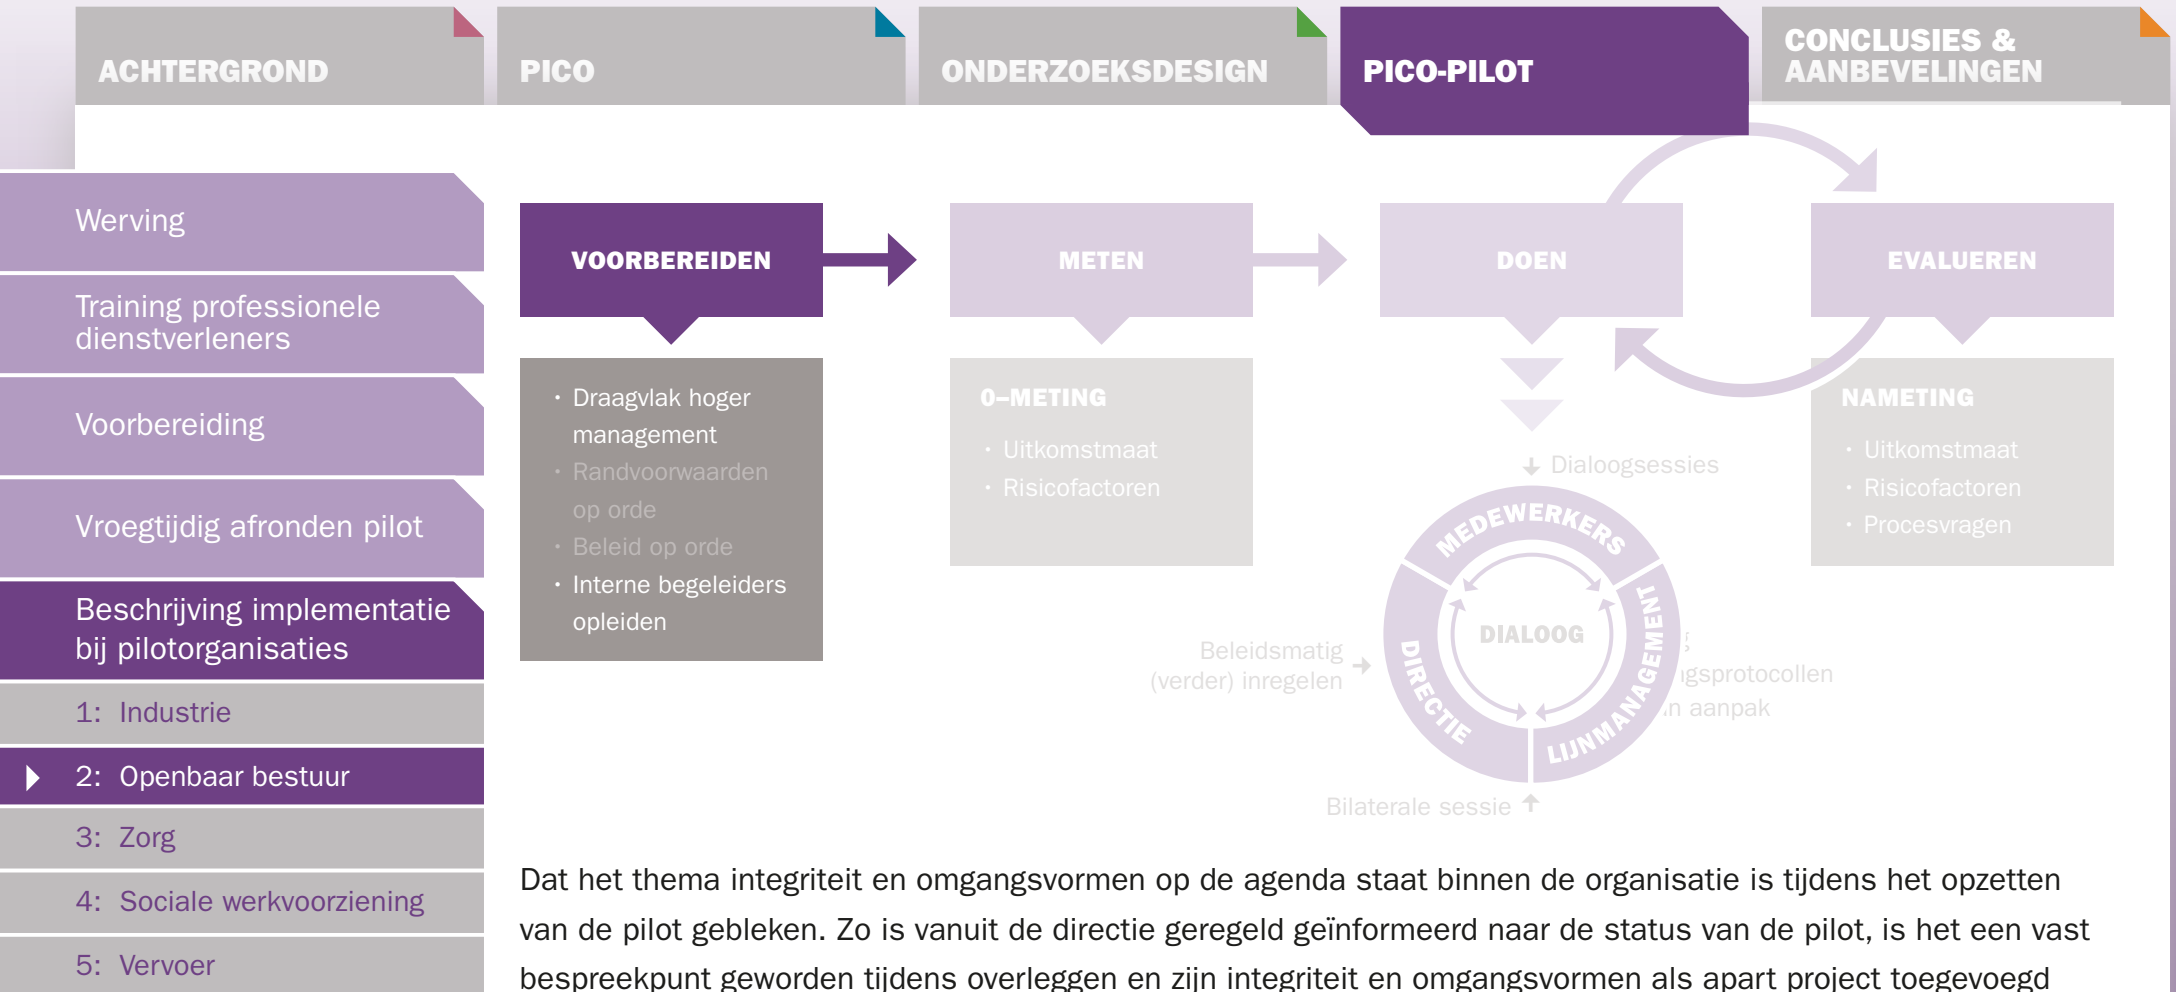 ACHTERGROND
PICO
ONDERZOEKSDESIGN
PICO-PILOT
CONCLUSIES &
AANBEVELINGEN
Werving
Training professionele
dienstverleners
Voorbereiding
Vroegtijdig afronden pilot
Beschrijving implementatie
bij pilotorganisaties
1: Industrie
2: Openbaar bestuur
3: Zorg
4: Sociale werkvoorziening
5: Vervoer
VOORBEREIDEN
METEN
DOEN
EVALUEREN
• Draagvlak hoger
management
• Randvoorwaarden
op orde
• Beleid op orde
• Interne begeleiders
opleiden
0–METING
• Uitkomstmaat
• Risicofactoren
NAMETING
• Uitkomstmaat
• Risicofactoren
• Procesvragen
Dialoogsessies
MEDEWERKERS
DIALOOG
DIRECTIE
LIJNMANAGEMENT
Beleidsmatig
(verder) inregelen
gsprotocollen
n aanpak
Bilaterale sessie
Dat het thema integriteit en omgangsvormen op de agenda staat binnen de organisatie is tijdens het opzetten
van de pilot gebleken. Zo is vanuit de directie geregeld geïnformeerd naar de status van de pilot, is het een vast
bespreekpunt geworden tijdens overleggen en zijn integriteit en omgangsvormen als apart project toegevoegd